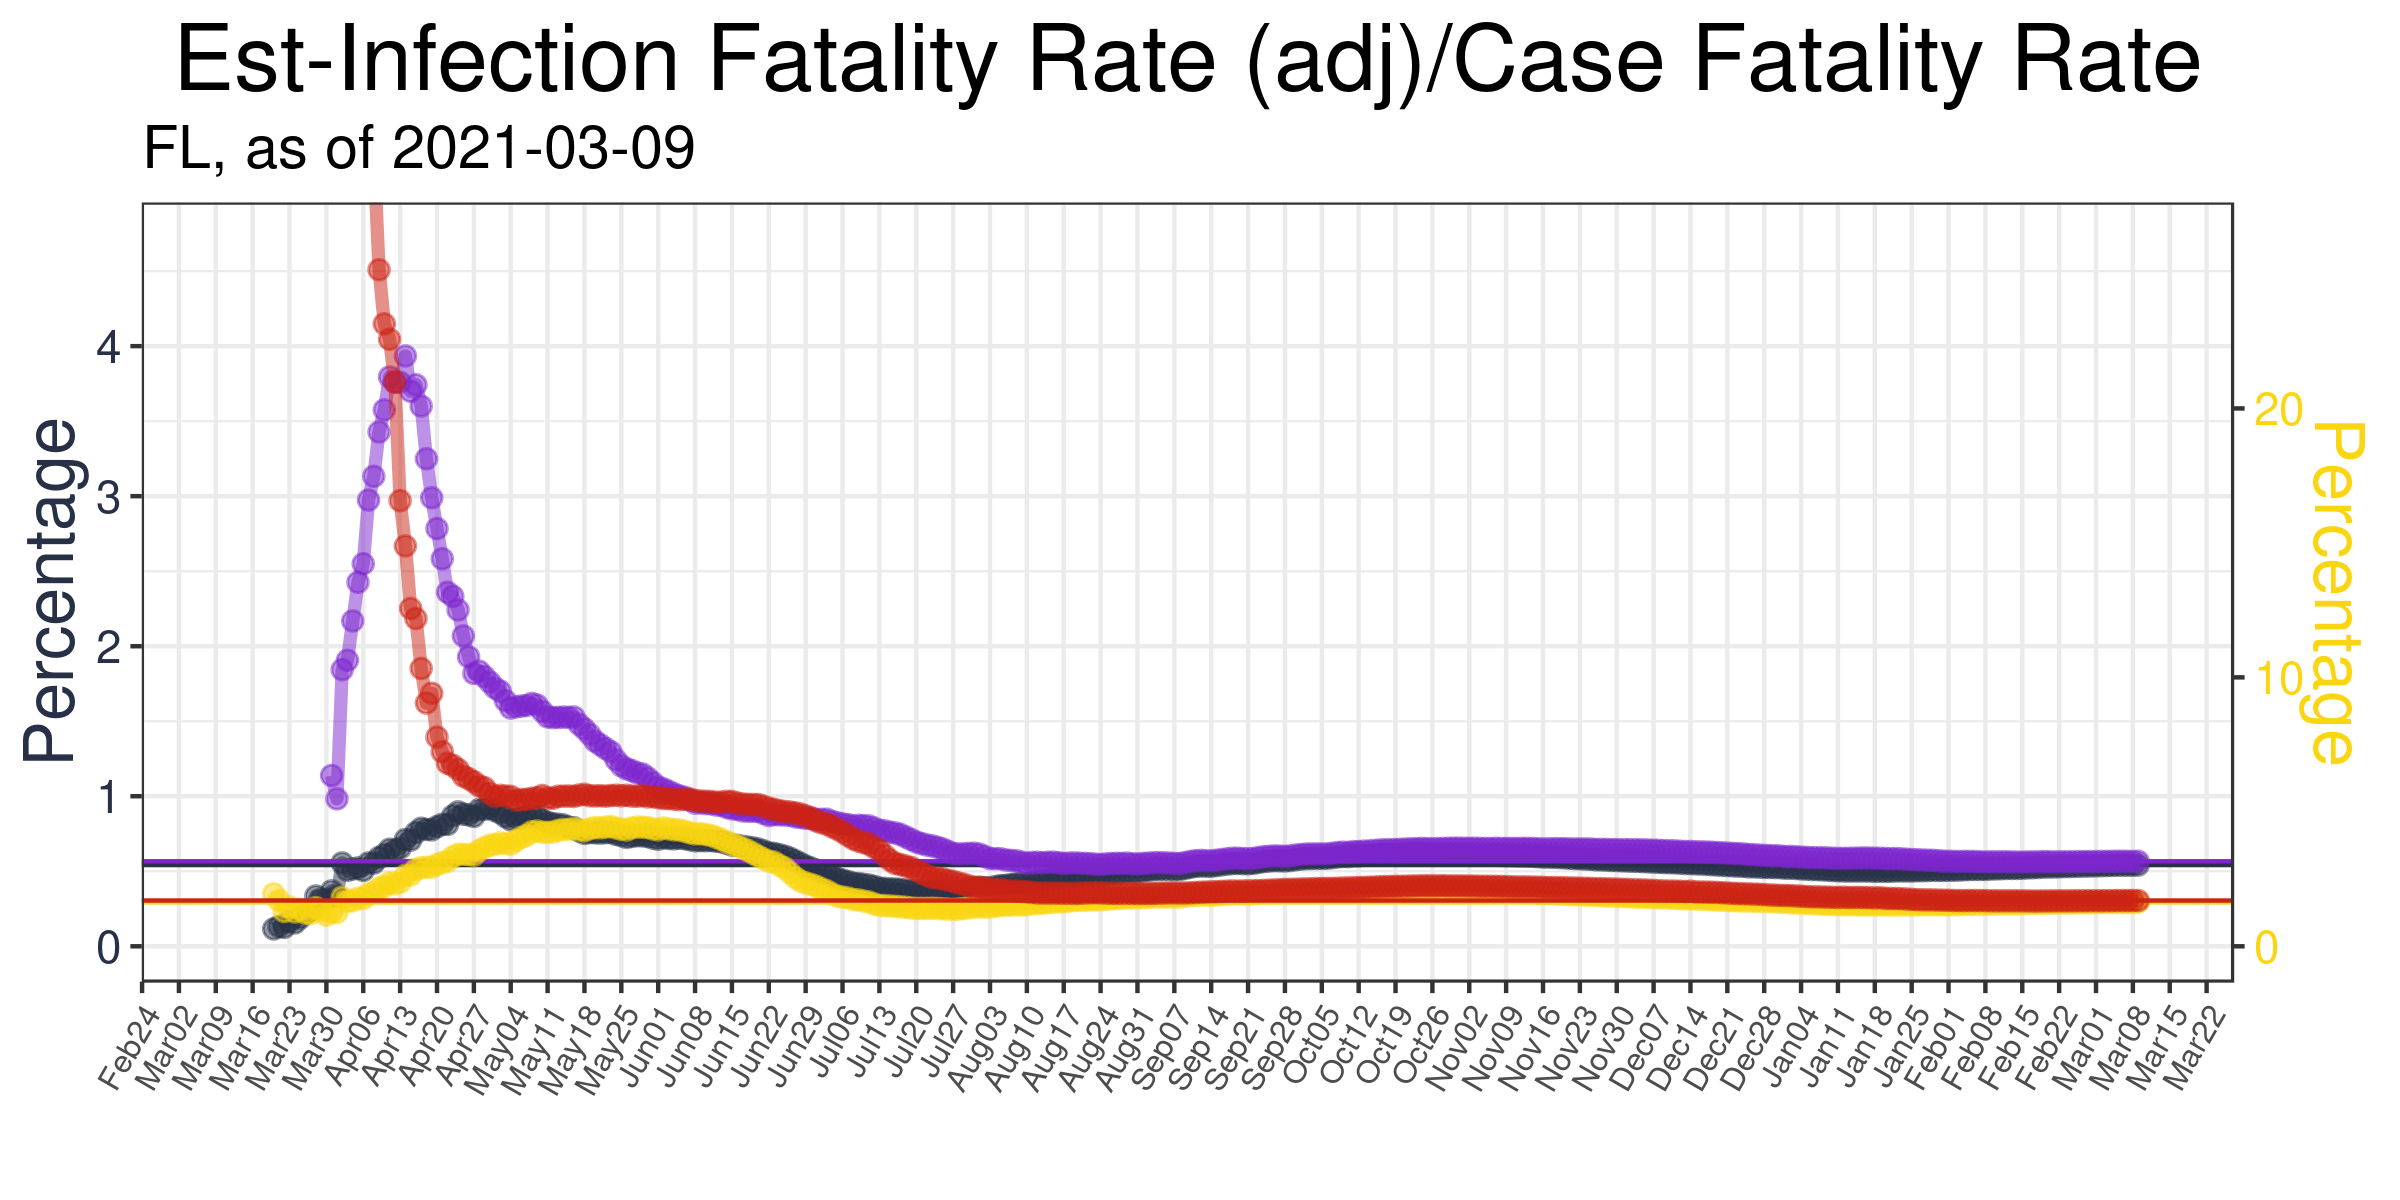 Est-Infection Fatality Rate (adj)/Case Fatality Rate
FL, as of 2021-03-09
Percentage
4
3
2
1
0
20
10
0
Percentage
Feb24
Mar02
Mar09
Mar16
Mar23
Mar30
Apr06
Apr13
Apr20
Apr27
May04
May11
May18
May25
Jun01
Jun08
Jun15
Jun22
Jun29
Jul06
Jul13
Jul20
Jul27
Aug03
Aug10
Aug17
Aug24
Aug31
Sep07
Sep14
Sep21
Sep28
Oct05
Oct12
Oct19
Oct26
Nov02
Nov09
Nov16
Nov23
Nov30
Dec07
Dec14
Dec21
Dec28
Jan04
Jan11
Jan18
Jan25
Feb01
Feb08
Feb15
Feb22
Mar01
Mar08
Mar15
Mar22